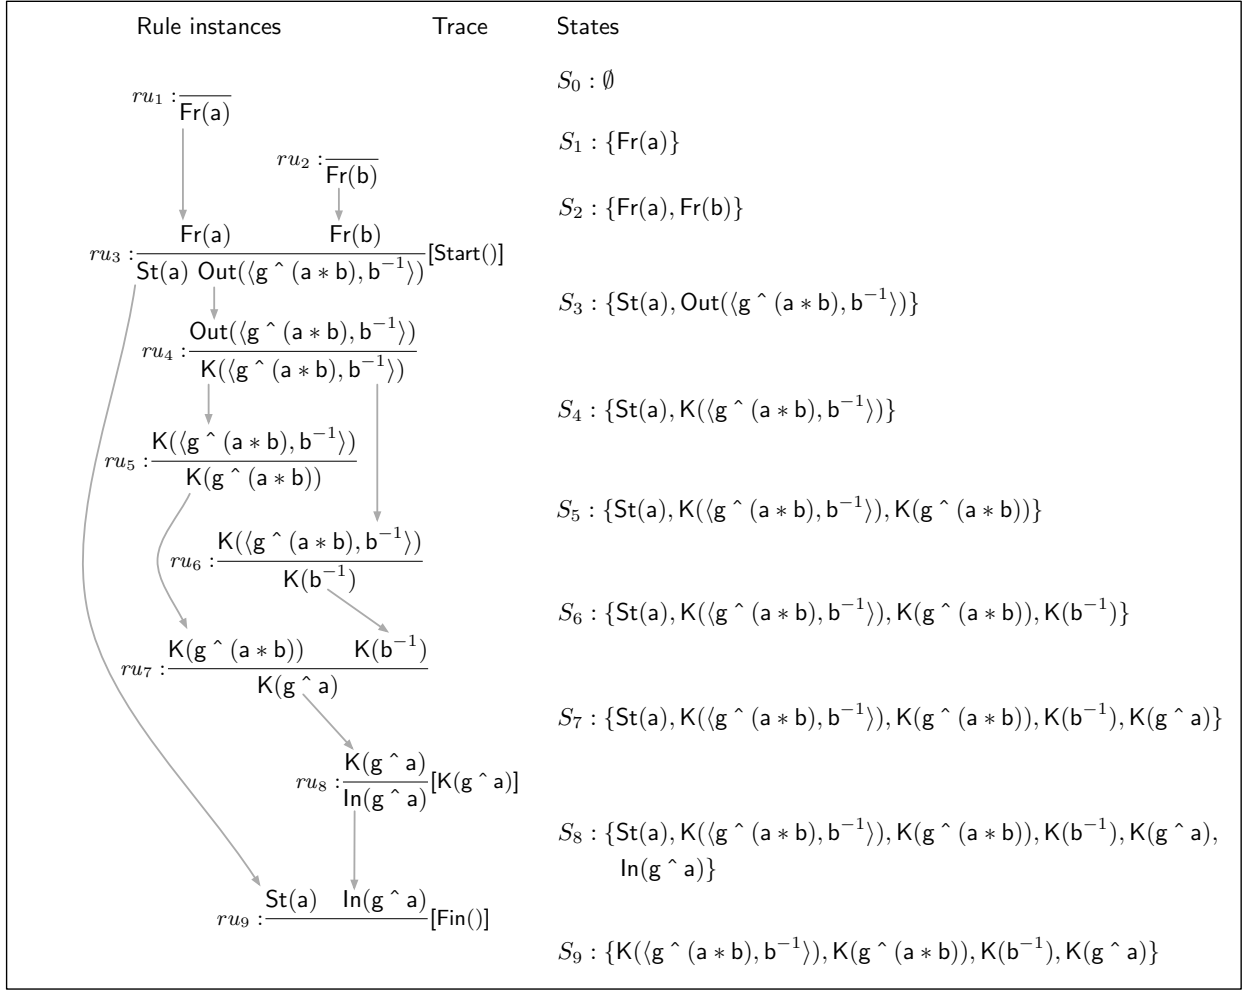 Rule instances Trace States
S₀ : ∅
ru₁ : Fr(a)
S₁ : {Fr(a)}
ru₂ : Fr(b)
S₂ : {Fr(a), Fr(b)}
Fr(a) Fr(b)
ru₃ : [Start()]
St(a) Out(⟨g ^ (a ∗ b), b⁻¹⟩)
S₃ : {St(a), Out(⟨g ^ (a ∗ b), b⁻¹⟩)}
Out(⟨g ^ (a ∗ b), b⁻¹⟩)
ru₄ :
K(⟨g ^ (a ∗ b), b⁻¹⟩)
S₄ : {St(a), K(⟨g ^ (a ∗ b), b⁻¹⟩)}
K(⟨g ^ (a ∗ b), b⁻¹⟩)
ru₅ :
K(g ^ (a ∗ b))
S₅ : {St(a), K(⟨g ^ (a ∗ b), b⁻¹⟩), K(g ^ (a ∗ b))}
K(⟨g ^ (a ∗ b), b⁻¹⟩)
ru₆ :
K(b⁻¹)
S₆ : {St(a), K(⟨g ^ (a ∗ b), b⁻¹⟩), K(g ^ (a ∗ b)), K(b⁻¹)}
K(g ^ (a ∗ b)) K(b⁻¹)
ru₇ :
K(g ^ a)
S₇ : {St(a), K(⟨g ^ (a ∗ b), b⁻¹⟩), K(g ^ (a ∗ b)), K(b⁻¹), K(g ^ a)}
K(g ^ a)
ru₈ : [K(g ^ a)]
In(g ^ a)
S₈ : {St(a), K(⟨g ^ (a ∗ b), b⁻¹⟩), K(g ^ (a ∗ b)), K(b⁻¹), K(g ^ a),
In(g ^ a)}
St(a) In(g ^ a)
ru₉ : [Fin()]
S₉ : {K(⟨g ^ (a ∗ b), b⁻¹⟩), K(g ^ (a ∗ b)), K(b⁻¹), K(g ^ a)}